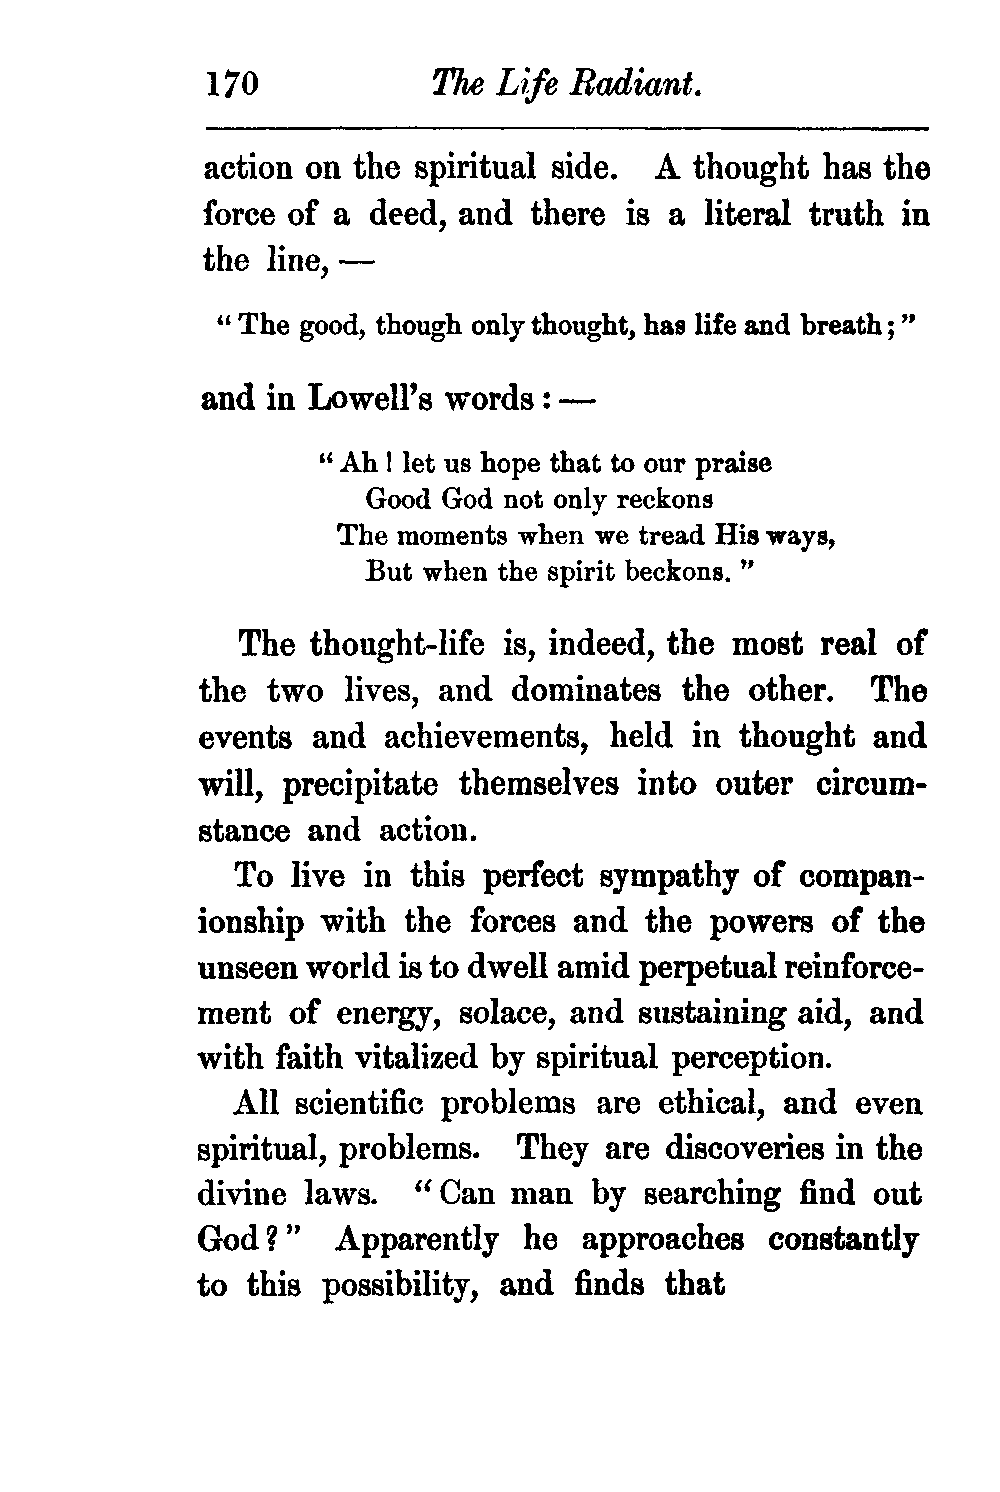 170 The Life Radiant.
action on the spiritual side. A thought has the
force of a deed, and there is a literal truth in
the line, —
“ The good, though only thought, has life and breath ; ”
and in Lowell’s words : —
“ Ah ! let us hope that to our praise
Good God not only reckons
The moments when we tread His ways,
But when the spirit beckons. ”
The thought-life is, indeed, the most real of
the two lives, and dominates the other. The
events and achievements, held in thought and
will, precipitate themselves into outer circum-
stance and action.
To live in this perfect sympathy of compan-
ionship with the forces and the powers of the
unseen world is to dwell amid perpetual reinforce-
ment of energy, solace, and sustaining aid, and
with faith vitalized by spiritual perception.
All scientific problems are ethical, and even
spiritual, problems. They are discoveries in the
divine laws. “ Can man by searching find out
God ? ” Apparently he approaches constantly
to this possibility, and finds that